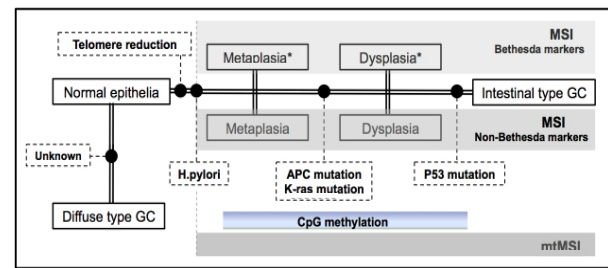 MSI
Bethesda markers
Telomere reduction
Metaplasia*
Dysplasia*
Normal epithelia
Intestinal type GC
Metaplasia
Dysplasia
MSI
Non-Bethesda markers
Unknown
H.pylori
APC mutation
K-ras mutation
P53 mutation
Diffuse type GC
CpG methylation
mtMSI